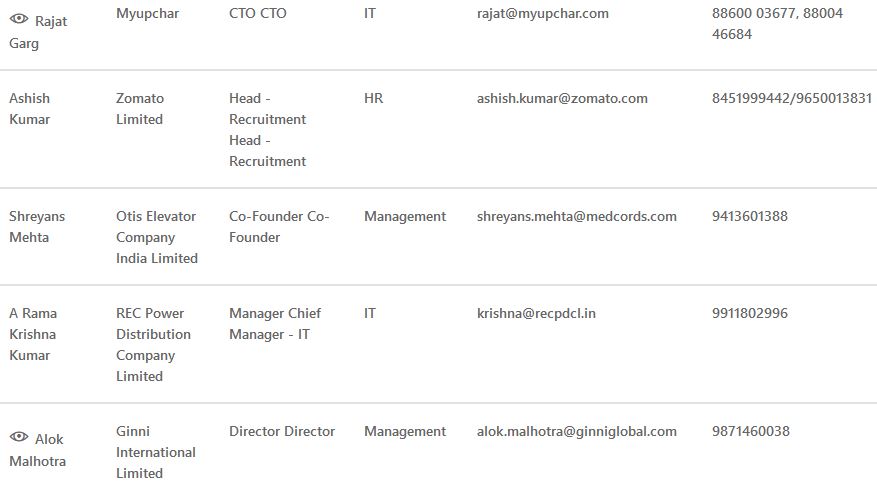 Rajat Garg Myupchar CTO CTO IT rajat@myupchar.com 88600 03677, 88004 46684
Ashish Kumar Zomato Limited Head - Recruitment Head - Recruitment HR ashish.kumar@zomato.com 8451999442/9650013831
Shreyans Mehta Otis Elevator Company India Limited Co-Founder Co-Founder Management shreyans.mehta@medcords.com 9413601388
A Rama Krishna Kumar REC Power Distribution Company Limited Manager Chief Manager - IT IT krishna@recpdcl.in 9911802996
Alok Malhotra Ginni International Limited Director Director Management alok.malhotra@ginniglobal.com 9871460038